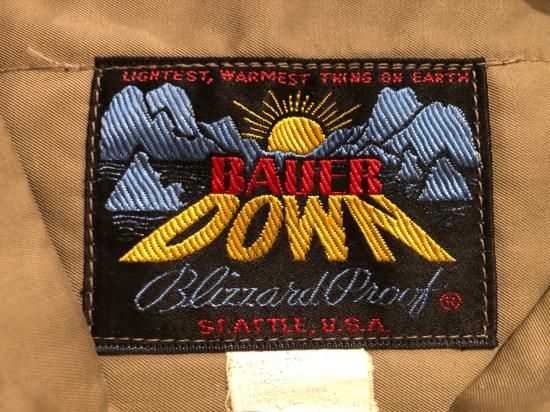 LIGHTEST, WARMEST THING ON EARTH
BAUER
DOWN
Blizzard Proof ®
SEATTLE, U.S.A.